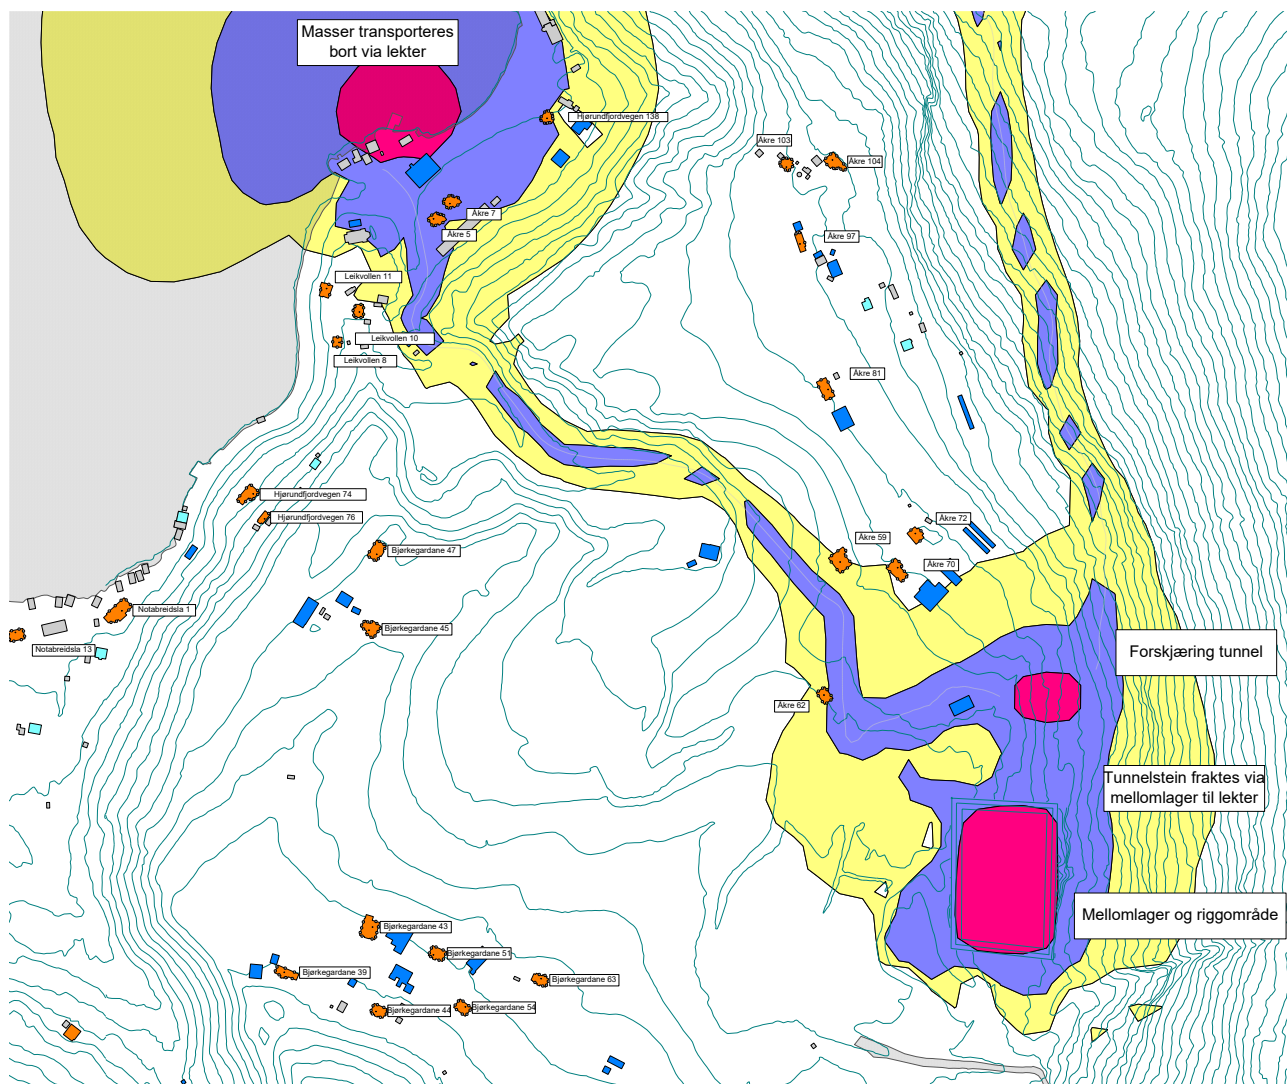 Masser transporteres
bort via lekter
Hjørundfjordvegen 138
Åkre 103
Åkre 104
Åkre 7
Åkre 5
Åkre 97
Leikvollen 11
Leikvollen 10
Leikvollen 8
Åkre 81
Hjørundfjordvegen 74
Hjørundfjordvegen 76
Åkre 72
Åkre 59
Åkre 70
Bjørkegardane 47
Notabreidsla 1
Bjørkegardane 45
Notabreidsla 13
Forskjæring tunnel
Åkre 62
Tunnelstein fraktes via
mellomlager til lekter
Mellomlager og riggområde
Bjørkegardane 43
Bjørkegardane 51
Bjørkegardane 39
Bjørkegardane 63
Bjørkegardane 44
Bjørkegardane 54